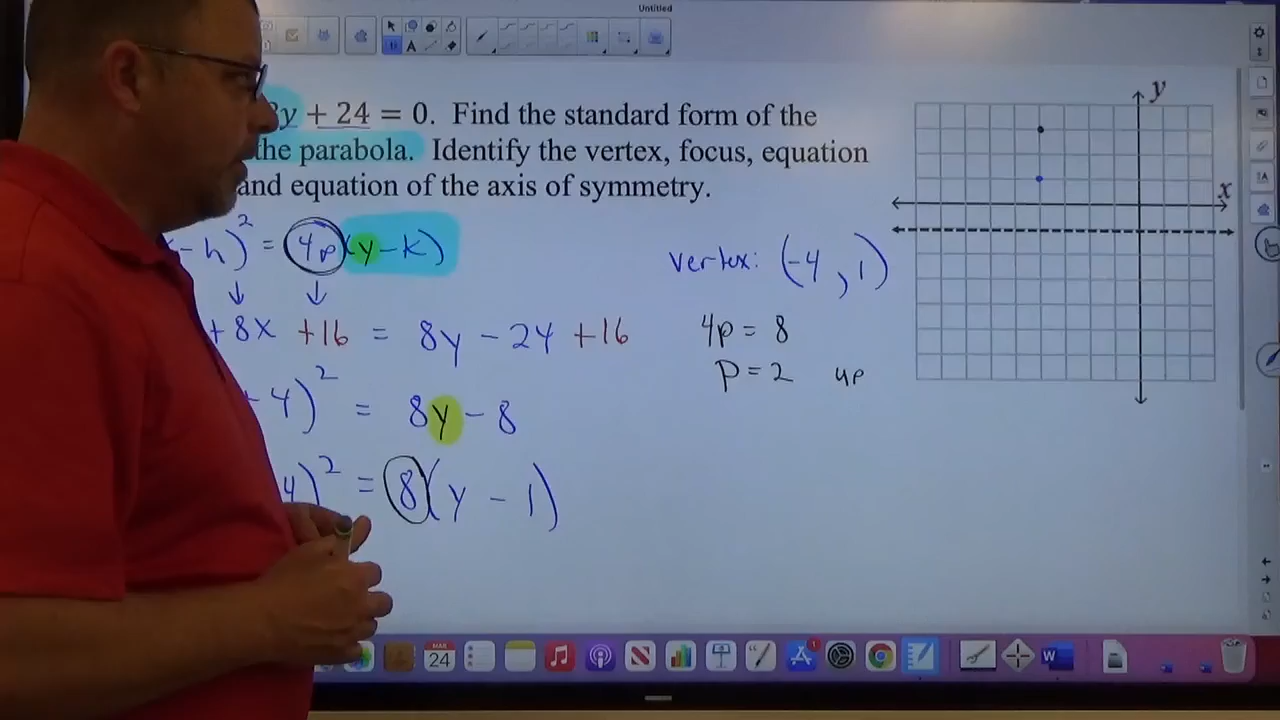 Untitled
y + 24 = 0. Find the standard form of the
the parabola. Identify the vertex, focus, equation
and equation of the axis of symmetry.
y
x
- h)² = 4p(y - k)
vertex: (-4, 1)
+ 8x + 16 = 8y - 24 + 16
4p = 8
p = 2 up
4)² = 8y - 8
4)² = 8(y - 1)
MAR
24
W